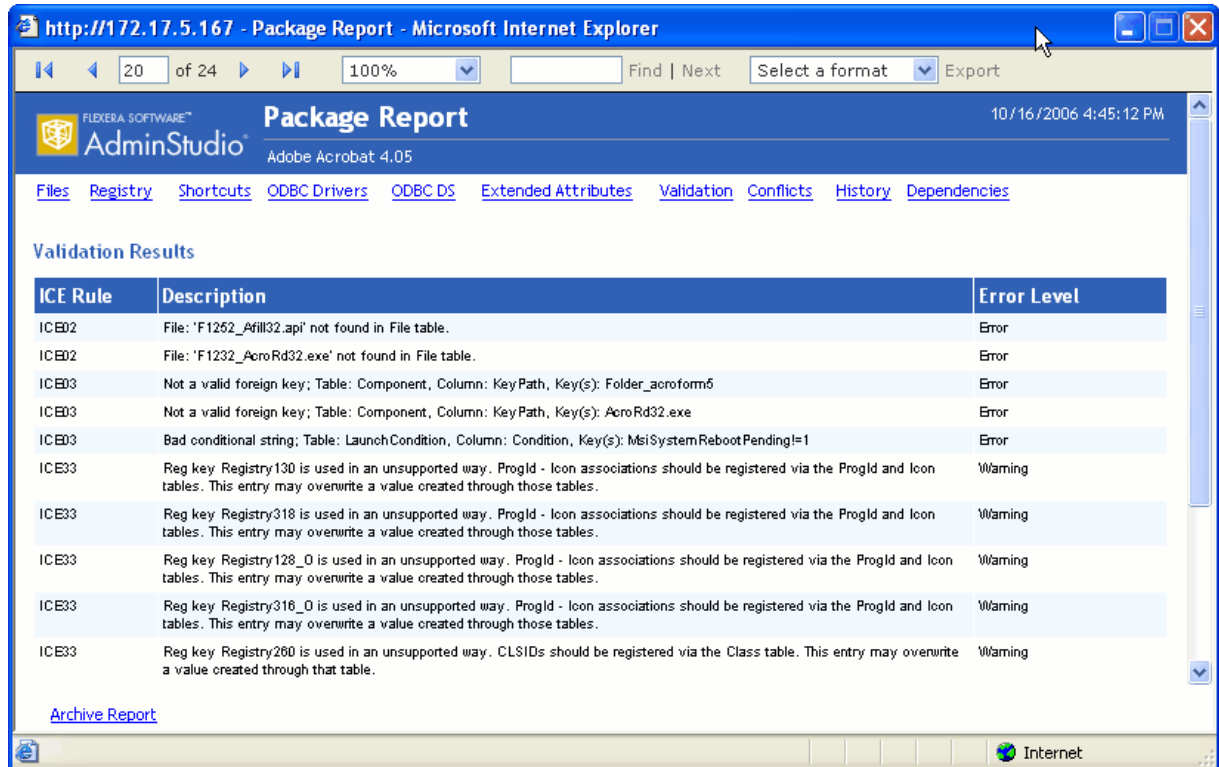 http://172.17.5.167 - Package Report - Microsoft Internet Explorer
20 of 24 100% Find | Next Select a format Export
FLEXERA SOFTWARE™
AdminStudio®
Package Report
10/16/2006 4:45:12 PM
Adobe Acrobat 4.05
Files Registry Shortcuts ODBC Drivers ODBC DS Extended Attributes Validation Conflicts History Dependencies
Validation Results
ICE Rule Description Error Level
ICE02 File: 'F1252_Afill32.api' not found in File table. Error
ICE02 File: 'F1232_AcroRd32.exe' not found in File table. Error
ICE03 Not a valid foreign key; Table: Component, Column: KeyPath, Key(s): Folder_acroform5 Error
ICE03 Not a valid foreign key; Table: Component, Column: KeyPath, Key(s): AcroRd32.exe Error
ICE03 Bad conditional string; Table: LaunchCondition, Column: Condition, Key(s): MsiSystemRebootPending!=1 Error
ICE33 Reg key Registry130 is used in an unsupported way. ProgId - Icon associations should be registered via the ProgId and Icon Warning
tables. This entry may overwrite a value created through those tables.
ICE33 Reg key Registry318 is used in an unsupported way. ProgId - Icon associations should be registered via the ProgId and Icon Warning
tables. This entry may overwrite a value created through those tables.
ICE33 Reg key Registry128_0 is used in an unsupported way. ProgId - Icon associations should be registered via the ProgId and Icon Warning
tables. This entry may overwrite a value created through those tables.
ICE33 Reg key Registry316_0 is used in an unsupported way. ProgId - Icon associations should be registered via the ProgId and Icon Warning
tables. This entry may overwrite a value created through those tables.
ICE33 Reg key Registry260 is used in an unsupported way. CLSIDs should be registered via the Class table. This entry may overwrite Warning
a value created through that table.
Archive Report
Internet